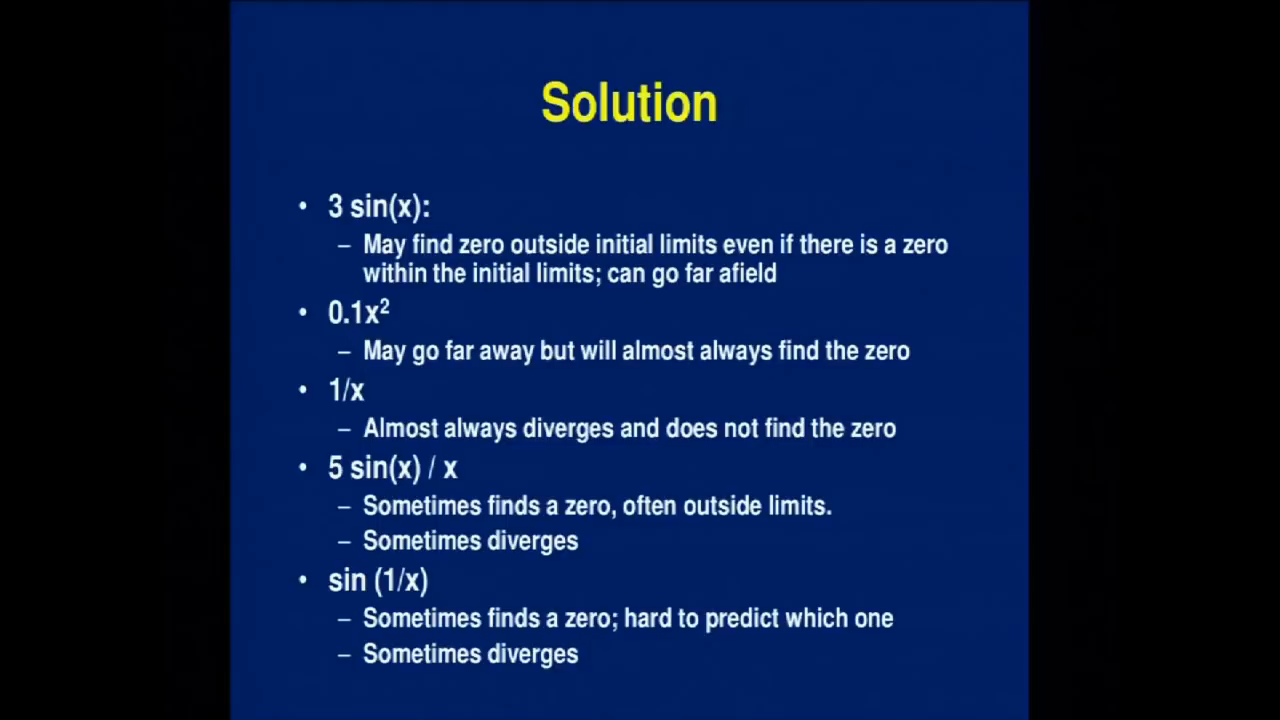 Solution
• 3 sin(x):
– May find zero outside initial limits even if there is a zero
within the initial limits; can go far afield
• 0.1x²
– May go far away but will almost always find the zero
• 1/x
– Almost always diverges and does not find the zero
• 5 sin(x) / x
– Sometimes finds a zero, often outside limits.
– Sometimes diverges
• sin (1/x)
– Sometimes finds a zero; hard to predict which one
– Sometimes diverges